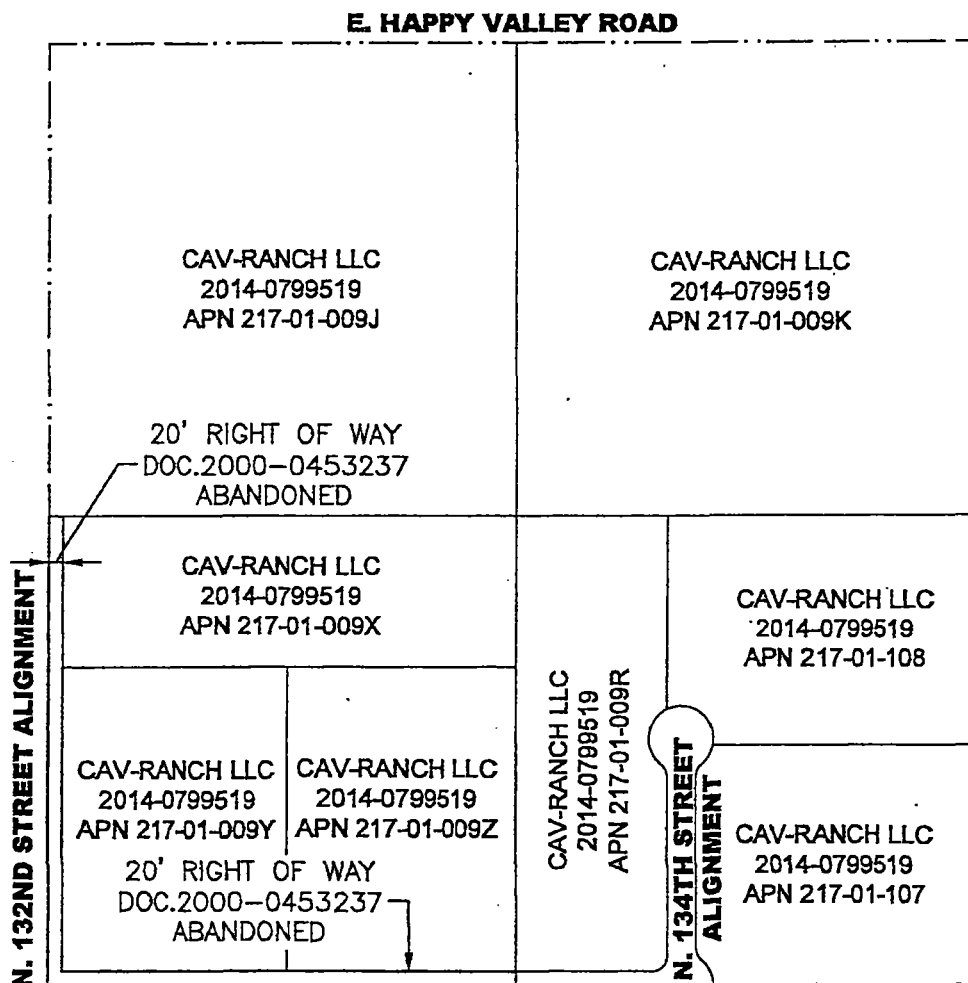 E. HAPPY VALLEY ROAD
CAV-RANCH LLC
2014-0799519
APN 217-01-009J
CAV-RANCH LLC
2014-0799519
APN 217-01-009K
20' RIGHT OF WAY
DOC.2000-0453237
ABANDONED
CAV-RANCH LLC
2014-0799519
APN 217-01-009X
CAV-RANCH LLC
2014-0799519
APN 217-01-108
N. 132ND STREET ALIGNMENT
CAV-RANCH LLC
2014-0799519
APN 217-01-009Y
CAV-RANCH LLC
2014-0799519
APN 217-01-009Z
CAV-RANCH LLC
2014-0799519
APN 217-01-009R
N. 134TH STREET
ALIGNMENT
CAV-RANCH LLC
2014-0799519
APN 217-01-107
20' RIGHT OF WAY
DOC.2000-0453237
ABANDONED